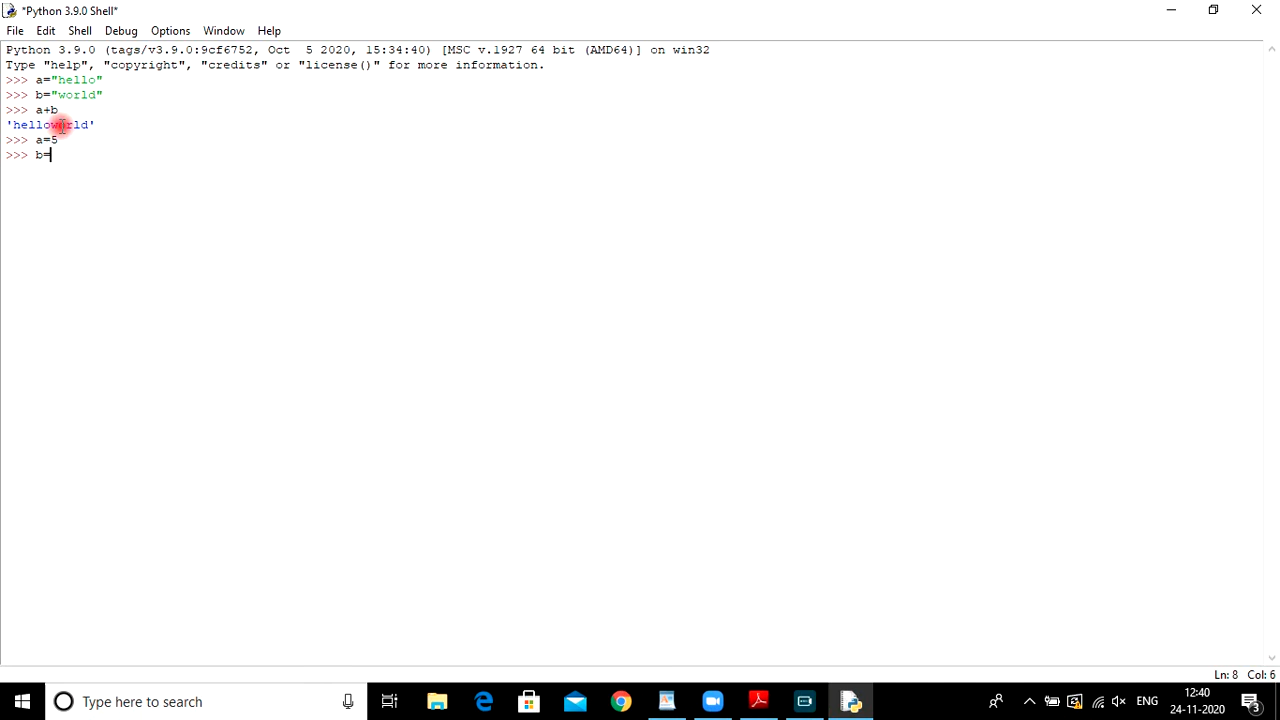 *Python 3.9.0 Shell*
File Edit Shell Debug Options Window Help
Python 3.9.0 (tags/v3.9.0:9cf6752, Oct  5 2020, 15:34:40) [MSC v.1927 64 bit (AMD64)] on win32
Type "help", "copyright", "credits" or "license()" for more information.
>>> a="hello"
>>> b="world"
>>> a+b
'helloworld'
>>> a=5
>>> b=
Ln: 8 Col: 6
Type here to search
ENG
12:40
24-11-2020
3